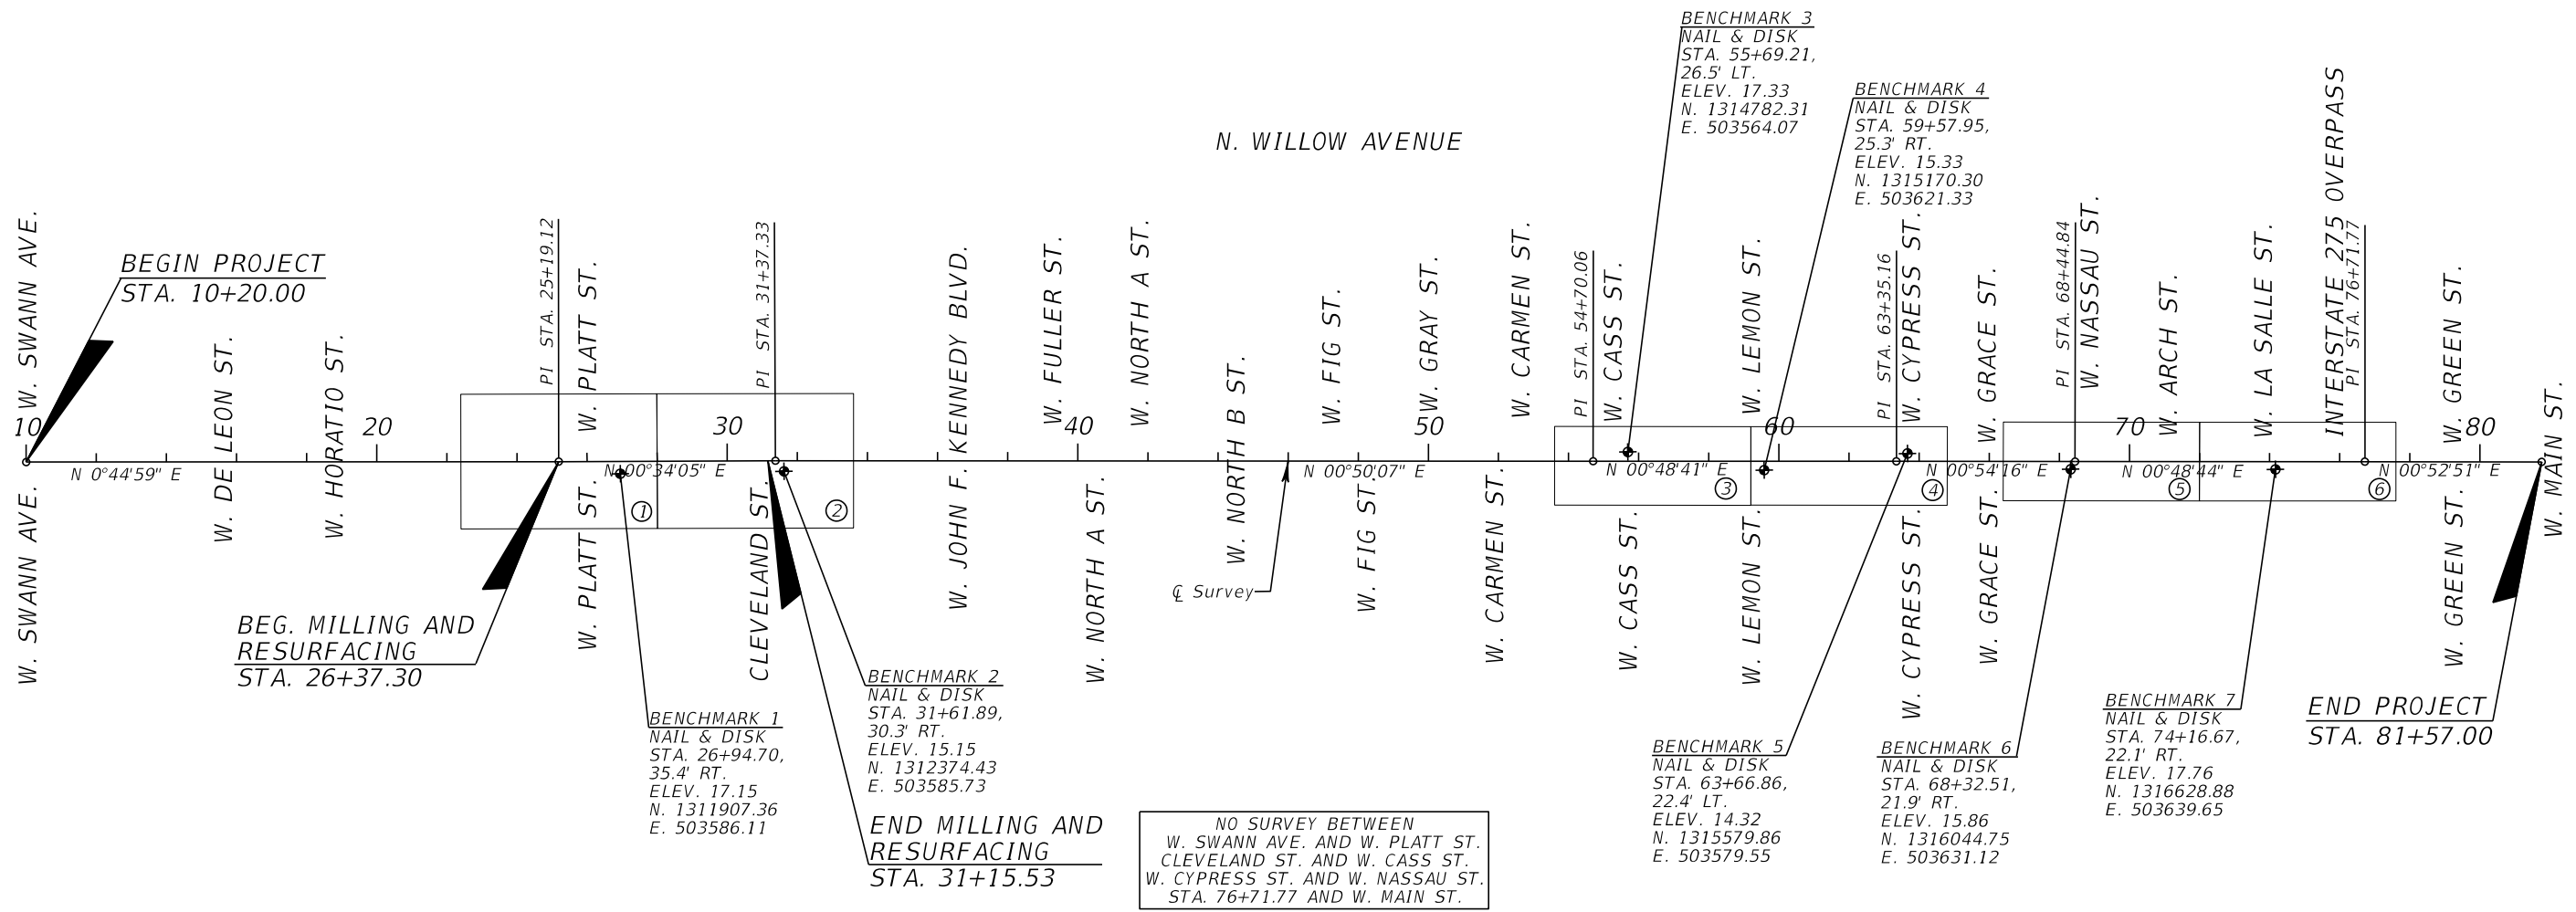 BENCHMARK 3
NAIL & DISK
STA. 55+69.21,
26.5' LT.
ELEV. 17.33
N. 1314782.31
E. 503564.07
BENCHMARK 4
NAIL & DISK
STA. 59+57.95,
25.3' RT.
ELEV. 15.33
N. 1315170.30
E. 503621.33
N. WILLOW AVENUE
BEGIN PROJECT
STA. 10+20.00
W. SWANN AVE.
W. DE LEON ST.
W. HORATIO ST.
PI STA. 25+19.12
W. PLATT ST.
PI STA. 31+37.33
W. JOHN F. KENNEDY BLVD.
W. FULLER ST.
W. NORTH A ST.
W. NORTH B ST.
W. FIG ST.
W. GRAY ST.
W. CARMEN ST.
PI STA. 54+70.06
W. CASS ST.
W. LEMON ST.
PI STA. 63+35.16
W. CYPRESS ST.
W. GRACE ST.
PI STA. 68+44.84
W. NASSAU ST.
W. ARCH ST.
W. LA SALLE ST.
INTERSTATE 275 OVERPASS
PI STA. 76+71.77
W. GREEN ST.
W. MAIN ST.
10
20
30
40
50
60
70
80
N 0°44'59" E
N 00°34'05" E
N 00°50'07" E
N 00°48'41" E
N 00°54'16" E
N 00°48'44" E
N 00°52'51" E
1
2
3
4
5
6
W. SWANN AVE.
W. PLATT ST.
CLEVELAND ST.
W. NORTH A ST.
℄ Survey
W. FIG ST.
W. CARMEN ST.
W. CASS ST.
W. LEMON ST.
W. CYPRESS ST.
W. GRACE ST.
W. GREEN ST.
BEG. MILLING AND
RESURFACING
STA. 26+37.30
BENCHMARK 1
NAIL & DISK
STA. 26+94.70,
35.4' RT.
ELEV. 17.15
N. 1311907.36
E. 503586.11
BENCHMARK 2
NAIL & DISK
STA. 31+61.89,
30.3' RT.
ELEV. 15.15
N. 1312374.43
E. 503585.73
END MILLING AND
RESURFACING
STA. 31+15.53
NO SURVEY BETWEEN
W. SWANN AVE. AND W. PLATT ST.
CLEVELAND ST. AND W. CASS ST.
W. CYPRESS ST. AND W. NASSAU ST.
STA. 76+71.77 AND W. MAIN ST.
BENCHMARK 5
NAIL & DISK
STA. 63+66.86,
22.4' LT.
ELEV. 14.32
N. 1315579.86
E. 503579.55
BENCHMARK 6
NAIL & DISK
STA. 68+32.51,
21.9' RT.
ELEV. 15.86
N. 1316044.75
E. 503631.12
BENCHMARK 7
NAIL & DISK
STA. 74+16.67,
22.1' RT.
ELEV. 17.76
N. 1316628.88
E. 503639.65
END PROJECT
STA. 81+57.00